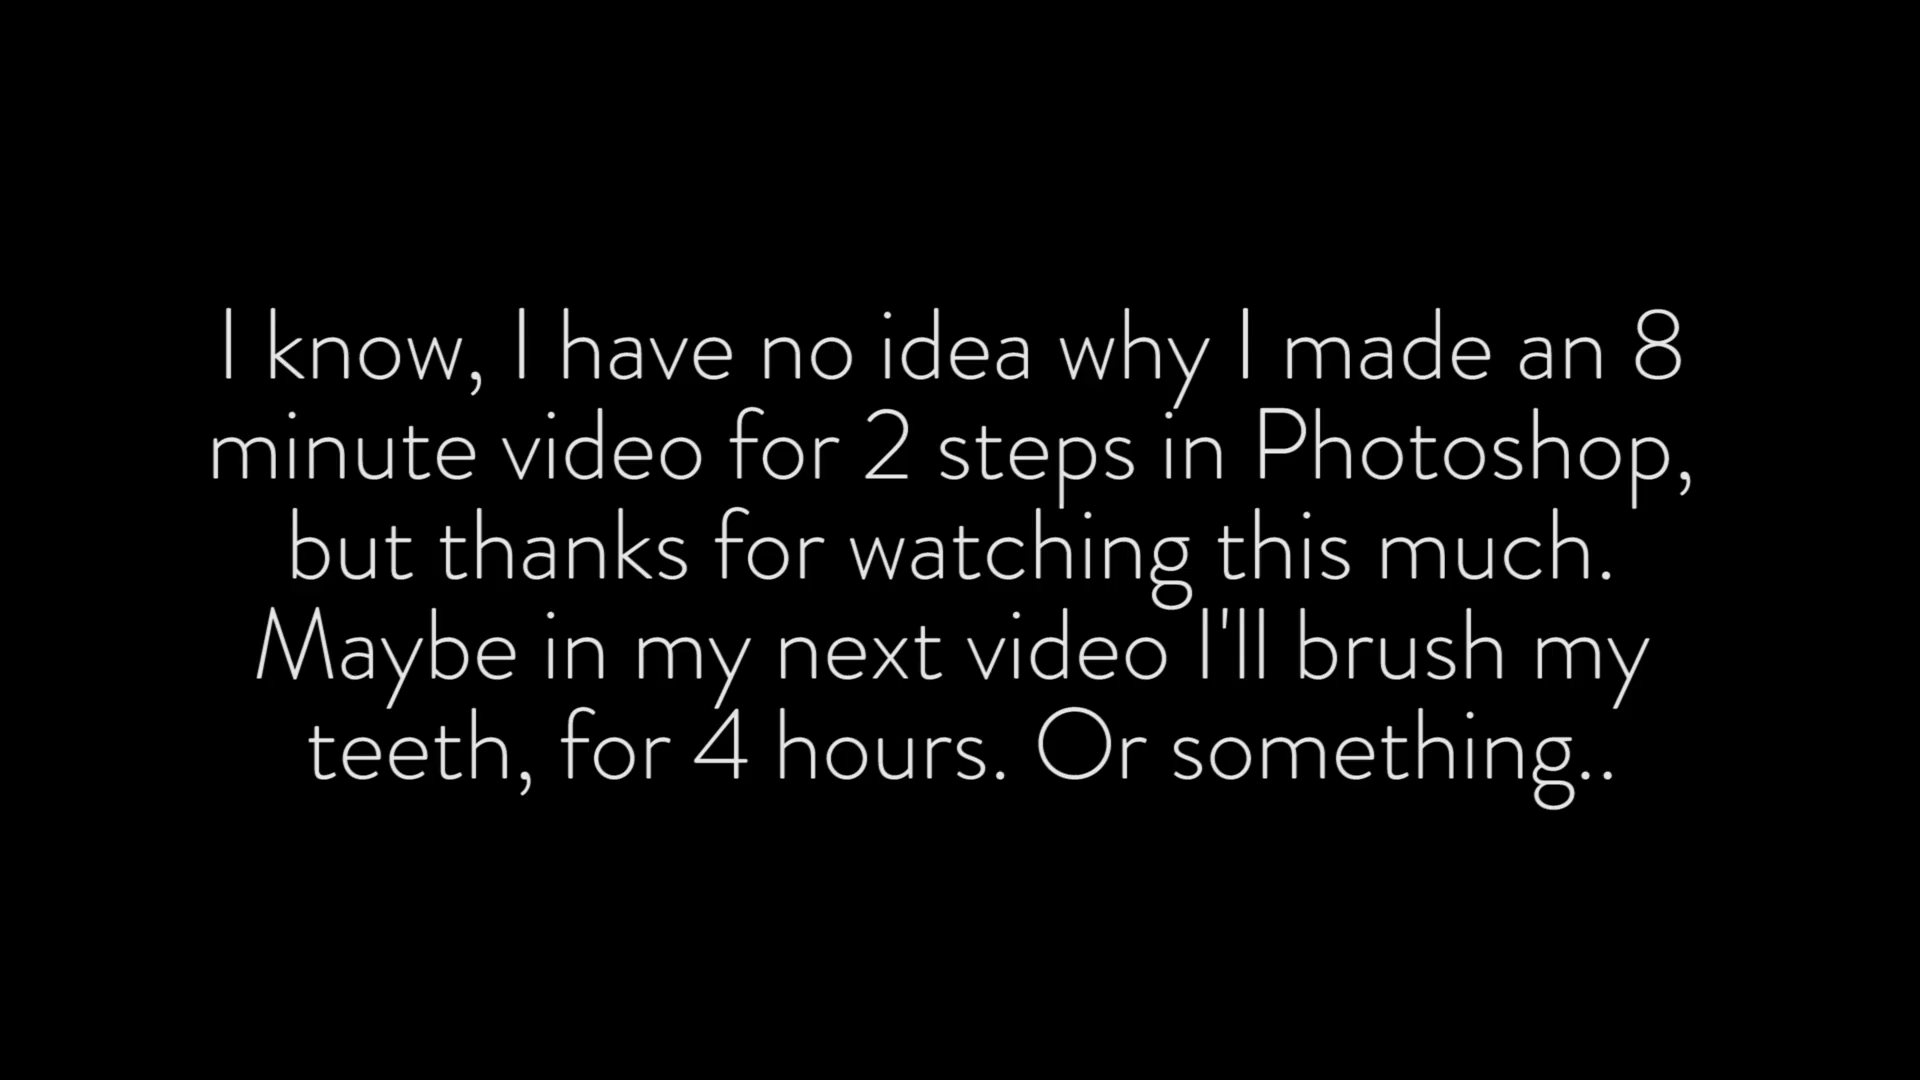 I know, I have no idea why I made an 8
minute video for 2 steps in Photoshop,
but thanks for watching this much.
Maybe in my next video I'll brush my
teeth, for 4 hours. Or something..